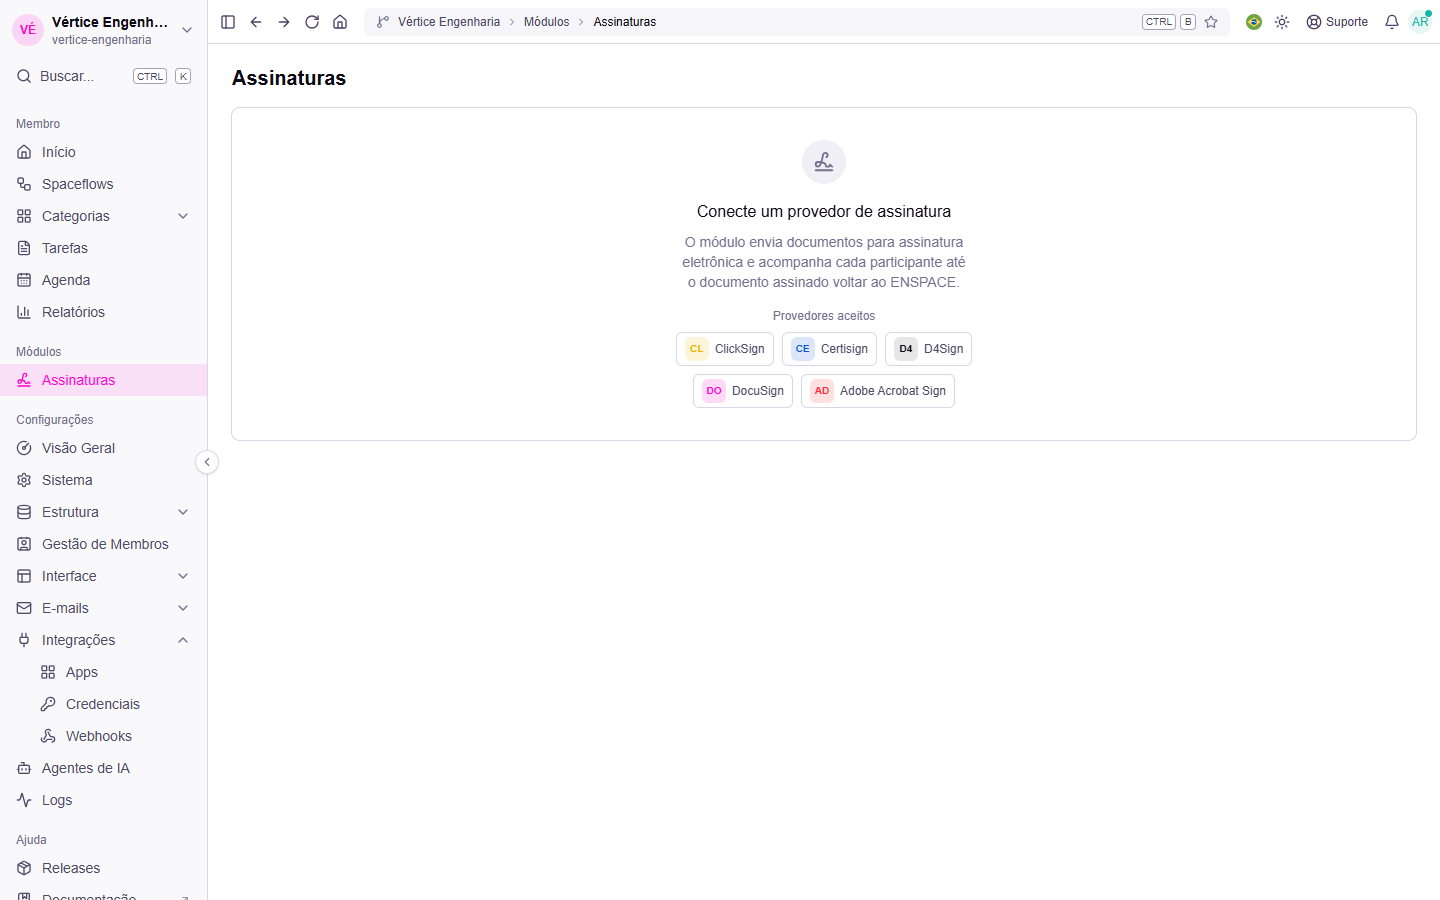 VÉ
Vértice Engenh...
vertice-engenharia
Buscar...
CTRL K
Membro
Início
Spaceflows
Categorias
Tarefas
Agenda
Relatórios
Módulos
Assinaturas
Configurações
Visão Geral
Sistema
Estrutura
Gestão de Membros
Interface
E-mails
Integrações
Apps
Credenciais
Webhooks
Agentes de IA
Logs
Ajuda
Releases
Documentação
Vértice Engenharia
Módulos
Assinaturas
CTRL B
Suporte
AR
Assinaturas
Conecte um provedor de assinatura
O módulo envia documentos para assinatura
eletrônica e acompanha cada participante até
o documento assinado voltar ao ENSPACE.
Provedores aceitos
CL ClickSign
CE Certisign
D4 D4Sign
DO DocuSign
AD Adobe Acrobat Sign